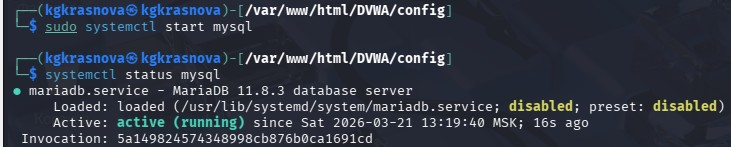 ┌──(kgkrasnova㉿kgkrasnova)-[/var/www/html/DVWA/config]
└─$ sudo systemctl start mysql
┌──(kgkrasnova㉿kgkrasnova)-[/var/www/html/DVWA/config]
└─$ systemctl status mysql
● mariadb.service - MariaDB 11.8.3 database server
Loaded: loaded (/usr/lib/systemd/system/mariadb.service; disabled; preset: disabled)
Active: active (running) since Sat 2026-03-21 13:19:40 MSK; 16s ago
Invocation: 5a149824574348998cb876b0ca1691cd